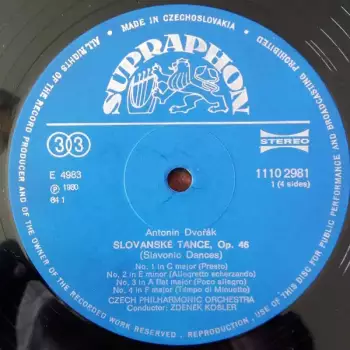 · MADE IN CZECHOSLOVAKIA ·
ALL RIGHTS OF THE RECORD PRODUCER AND OF THE OWNER OF THE RECORDED WORK RESERVED . REPRODUCTION . USE OF THIS RECORD FOR PUBLIC PERFORMANCE AND BROADCASTING PROHIBITED
SUPRAPHON
33
STEREO
E 4983
1110 2981
℗ 1980
1 (4 sides)
84 1
Antonín Dvořák
SLOVANSKÉ TANCE, Op. 46
(Slavonic Dances)
No. 1 in C major (Presto)
No. 2 in E minor (Allegretto scherzando)
No. 3 in A flat major (Poco allegro)
No. 4 in F major (Tempo di Minuetto)
CZECH PHILHARMONIC ORCHESTRA
Conductor: ZDENĚK KOŠLER